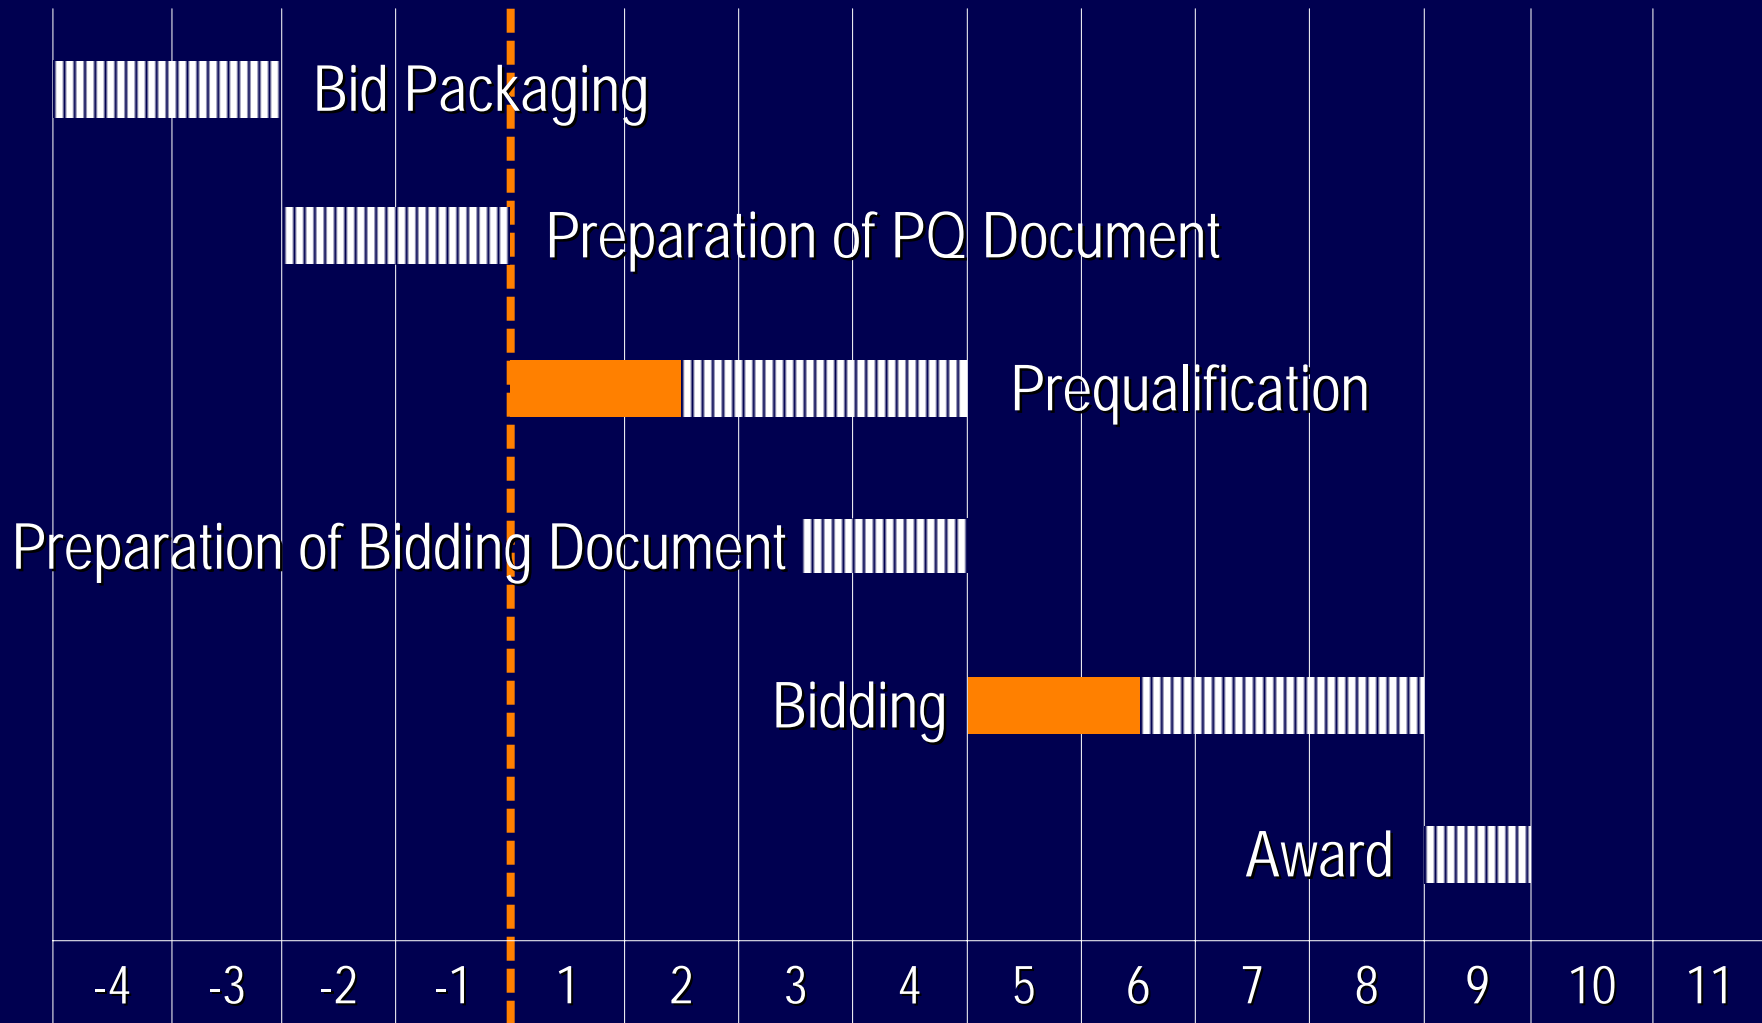 Bid Packaging
Preparation of PQ Document
Prequalification
Preparation of Bidding Document
Bidding
Award
-4 -3 -2 -1 1 2 3 4 5 6 7 8 9 10 11